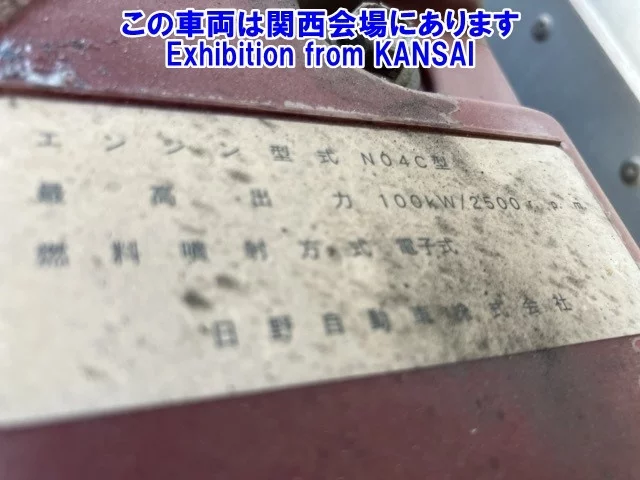 この車両は関西会場にあります
Exhibition from KANSAI
エンジン型式 N04C型
最高出力 100kW/2500r.p.m
燃料噴射方式 電子式
日野自動車株式会社